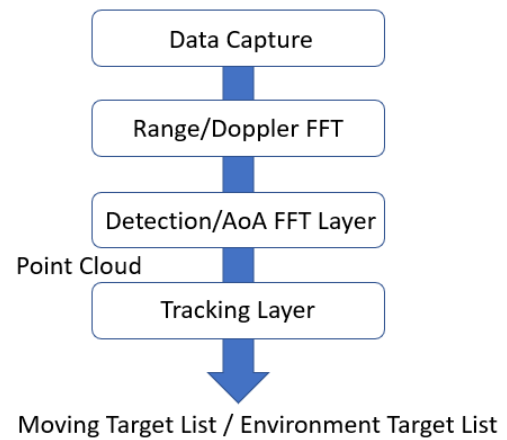 Data Capture
Range/Doppler FFT
Detection/AoA FFT Layer
Point Cloud
Tracking Layer
Moving Target List / Environment Target List